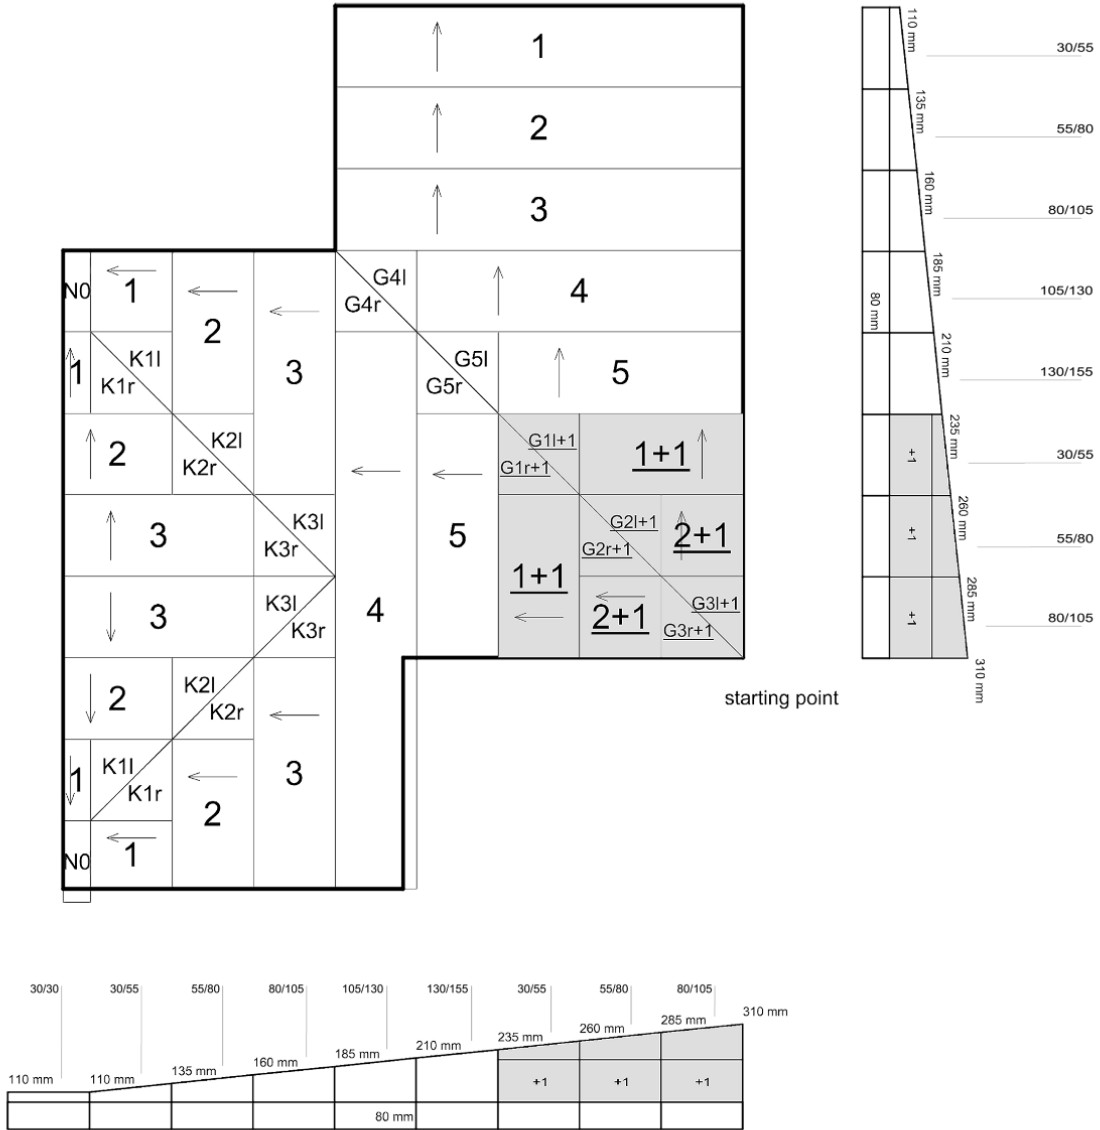 1
110 mm
30/55
2
135 mm
55/80
3
160 mm
80/105
N0 1 2 3 G4l 4
G4r
185 mm
80 mm
105/130
1 K1l G5l 5
K1r G5r
210 mm
130/155
2 K2l G1l+1 1+1
K2r G1r+1
235 mm
+1
30/55
3 K3l 5 G2l+1 2+1
K3r G2r+1
260 mm
+1
55/80
3 K3l 4 1+1 2+1 G3l+1
K3r G3r+1
285 mm
+1
80/105
310 mm
2 K2l
K2r
starting point
1 K1l 3
K1r 2
N0 1
30/30 30/55 55/80 80/105 105/130 130/155 30/55 55/80 80/105
110 mm 110 mm 135 mm 160 mm 185 mm 210 mm 235 mm 260 mm 285 mm 310 mm
+1 +1 +1
80 mm